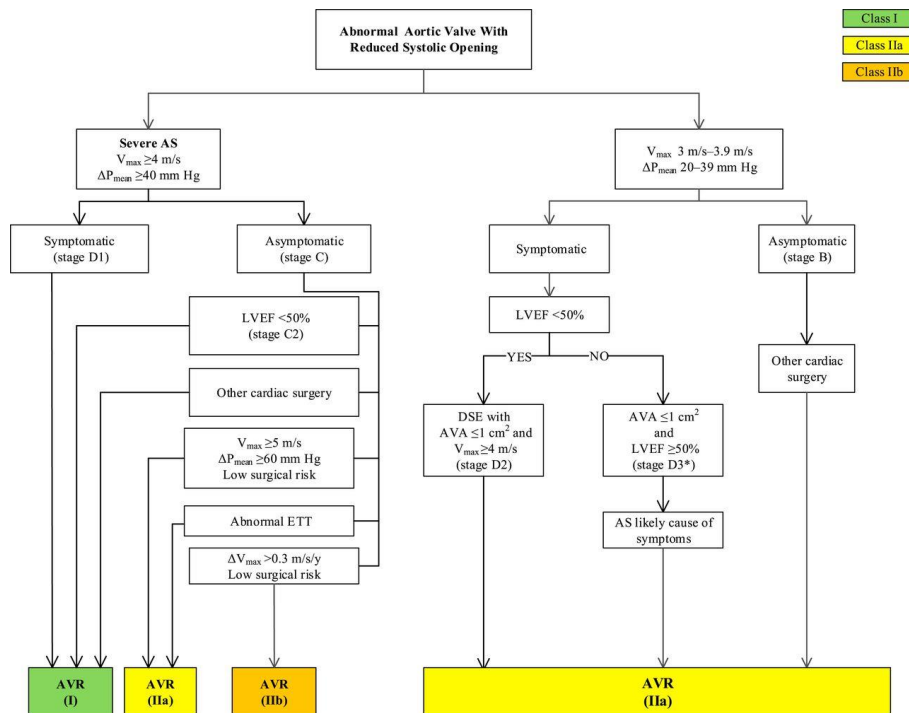 Abnormal Aortic Valve With
Reduced Systolic Opening
Class I
Class IIa
Class IIb
Severe AS
Vmax ≥4 m/s
ΔPmean ≥40 mm Hg
Vmax 3 m/s–3.9 m/s
ΔPmean 20–39 mm Hg
Symptomatic
(stage D1)
Asymptomatic
(stage C)
Symptomatic
Asymptomatic
(stage B)
LVEF <50%
(stage C2)
Other cardiac surgery
Vmax ≥5 m/s
ΔPmean ≥60 mm Hg
Low surgical risk
Abnormal ETT
ΔVmax >0.3 m/s/y
Low surgical risk
LVEF <50%
YES
NO
Other cardiac
surgery
DSE with
AVA ≤1 cm²and
Vmax ≥4 m/s
(stage D2)
AVA ≤1 cm²
and
LVEF ≥50%
(stage D3*)
AS likely cause of
symptoms
AVR
(I)
AVR
(IIa)
AVR
(IIb)
AVR
(IIa)